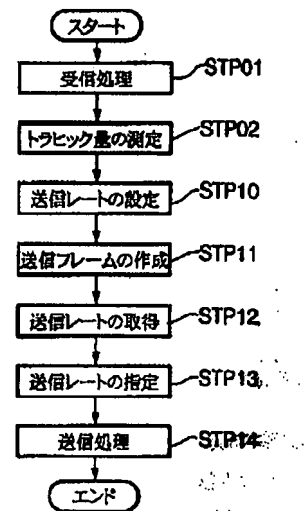 スタート
受信処理 STP01
トラヒック量の測定 STP02
送信レートの設定 STP10
送信フレームの作成 STP11
送信レートの取得 STP12
送信レートの指定 STP13
送信処理 STP14
エンド